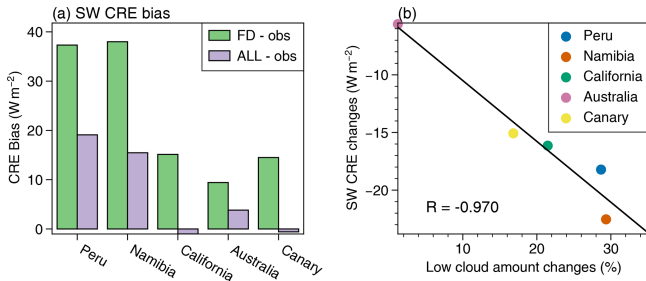 (a) SW CRE bias
CRE Bias (W m⁻²)
40
30
20
10
0
FD - obs
ALL - obs
Peru
Namibia
California
Australia
Canary
(b)
SW CRE changes (W m⁻²)
−10
−15
−20
Peru
Namibia
California
Australia
Canary
R = -0.970
10
20
30
Low cloud amount changes (%)